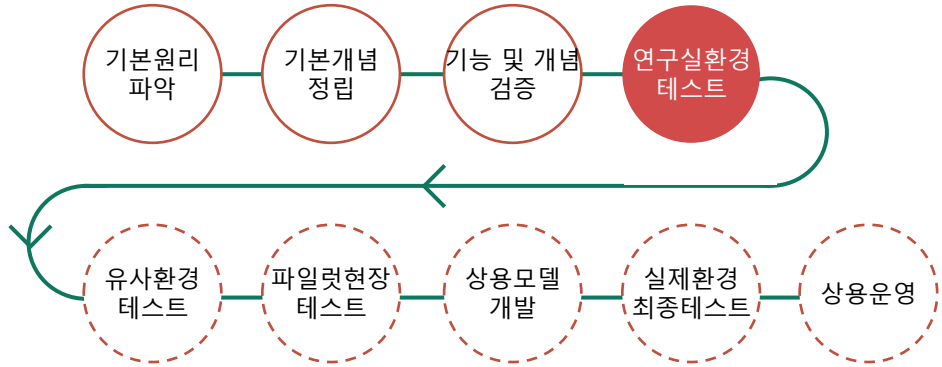 기본원리
파악
기본개념
정립
기능 및 개념
검증
연구실환경
테스트
유사환경
테스트
파일럿현장
테스트
상용모델
개발
실제환경
최종테스트
상용운영